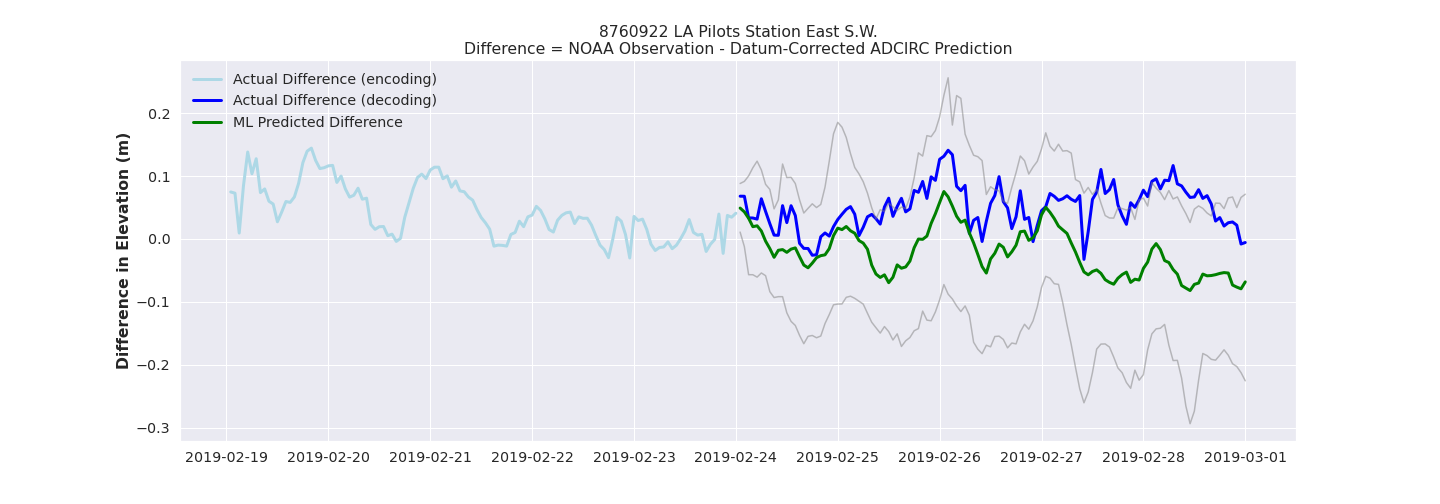 8760922 LA Pilots Station East S.W.
Difference = NOAA Observation - Datum-Corrected ADCIRC Prediction
Actual Difference (encoding)
Actual Difference (decoding)
ML Predicted Difference
Difference in Elevation (m)
0.2
0.1
0.0
−0.1
−0.2
−0.3
2019-02-19 2019-02-20 2019-02-21 2019-02-22 2019-02-23 2019-02-24 2019-02-25 2019-02-26 2019-02-27 2019-02-28 2019-03-01